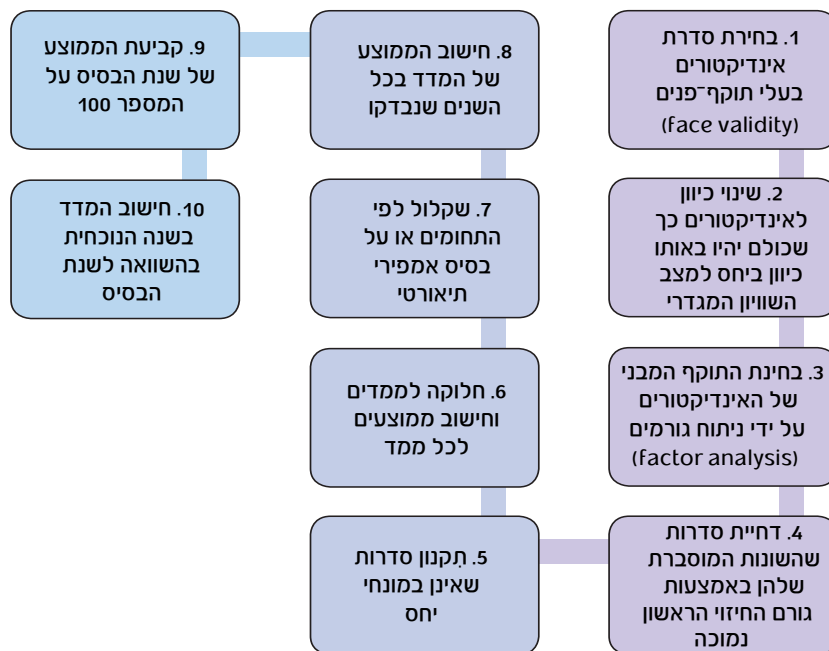 1. בחירת סדרת
אינדיקטורים
בעלי תוקף־פנים
(face validity)
2. שינוי כיוון
לאינדיקטורים כך
שכולם יהיו באותו
כיוון ביחס למצב
השוויון המגדרי
3. בחינת התוקף המבני
של האינדיקטורים
על ידי ניתוח גורמים
(factor analysis)
4. דחיית סדרות
שהשונות המוסברת
שלהן באמצעות
גורם החיזוי הראשון
נמוכה
5. תִקנון סדרות
שאינן במונחי
יחס
6. חלוקה לממדים
וחישוב ממוצעים
לכל ממד
7. שקלול לפי
התחומים או על
בסיס אמפירי
תיאורטי
8. חישוב הממוצע
של המדד בכל
השנים שנבדקו
9. קביעת הממוצע
של שנת הבסיס על
המספר 100
10. חישוב המדד
בשנה הנוכחית
בהשוואה לשנת
הבסיס